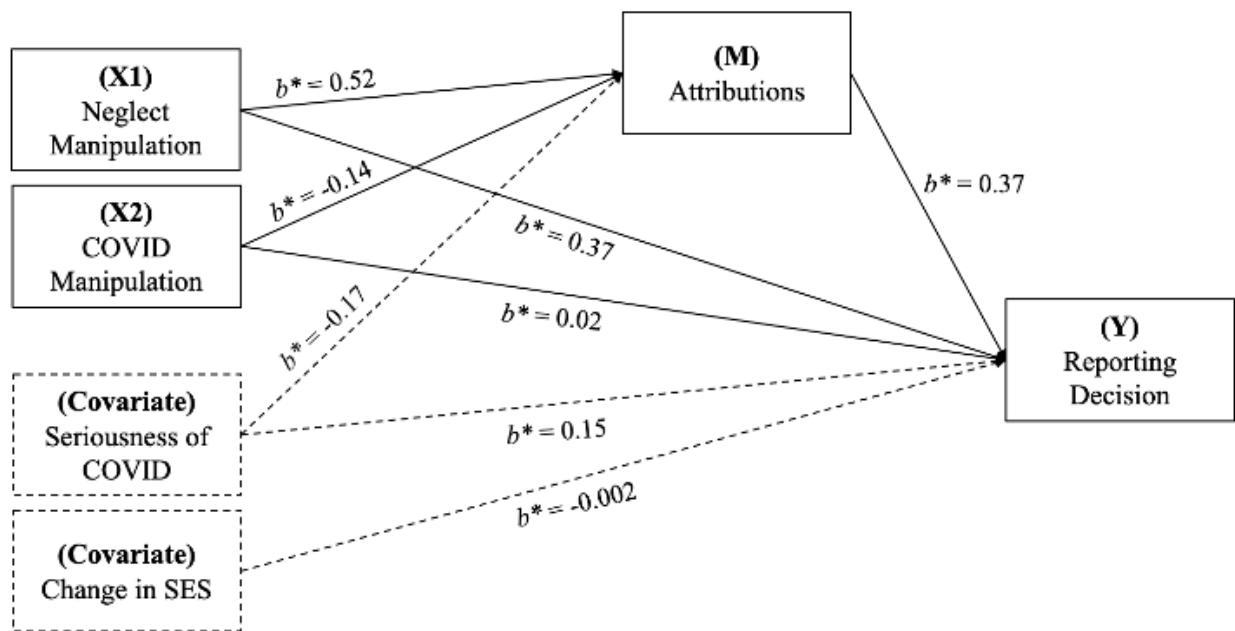 (X1)
Neglect
Manipulation
(X2)
COVID
Manipulation
(Covariate)
Seriousness of
COVID
(Covariate)
Change in SES
(M)
Attributions
(Y)
Reporting
Decision
b* = 0.52
b* = -0.14
b* = 0.37
b* = 0.37
b* = -0.17
b* = 0.02
b* = 0.15
b* = -0.002